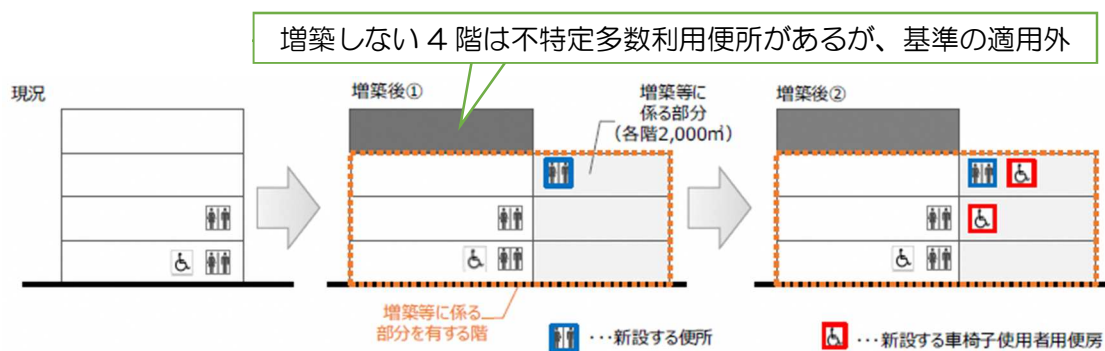 増築しない4階は不特定多数利用便所があるが、基準の適用外
現況
増築後①
増築等に
係る部分
（各階2,000㎡）
増築後②
増築等に係る
部分を有する階
･･･新設する便所
･･･新設する車椅子使用者用便房